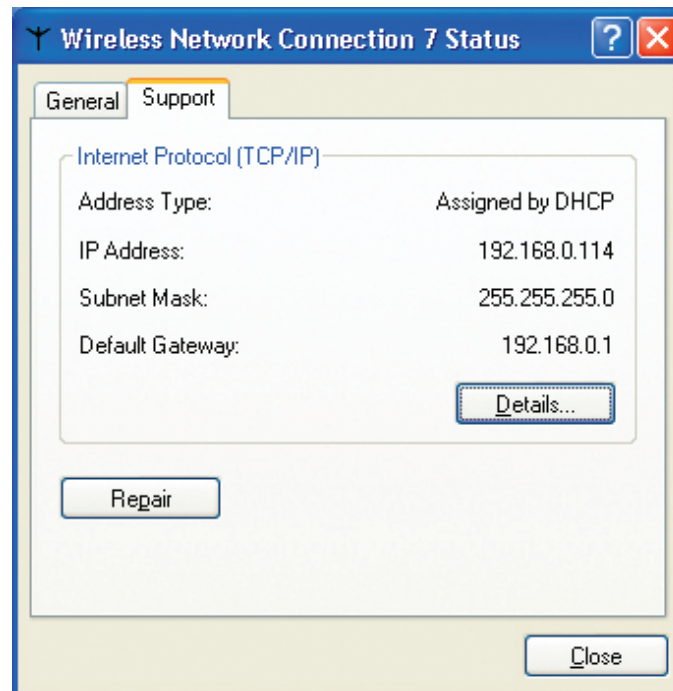 Wireless Network Connection 7 Status
General Support
Internet Protocol (TCP/IP)
Address Type: Assigned by DHCP
IP Address: 192.168.0.114
Subnet Mask: 255.255.255.0
Default Gateway: 192.168.0.1
Details...
Repair
Close